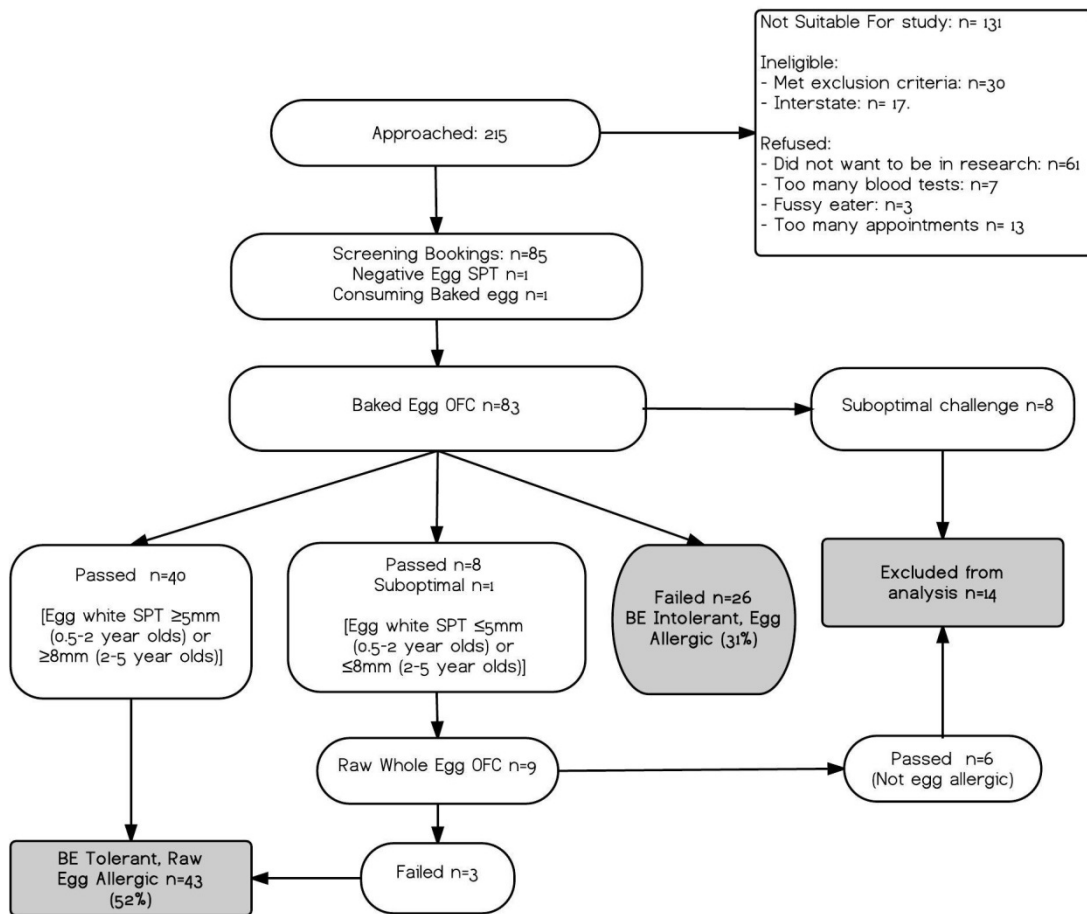 Not Suitable For study: n= 131
Ineligible:
- Met exclusion criteria: n=30
- Interstate: n= 17.
Refused:
- Did not want to be in research: n=61
- Too many blood tests: n=7
- Fussy eater: n=3
- Too many appointments n= 13
Approached: 215
Screening Bookings: n=85
Negative Egg SPT n=1
Consuming Baked egg n=1
Baked Egg OFC n=83
Suboptimal challenge n=8
Passed n=40
[Egg white SPT ≥5mm
(0.5-2 year olds) or
≥8mm (2-5 year olds)]
Passed n=8
Suboptimal n=1
[Egg white SPT ≤5mm
(0.5-2 year olds) or
≤8mm (2-5 year olds)]
Failed n=26
BE Intolerant, Egg
Allergic (31%)
Excluded from
analysis n=14
Raw Whole Egg OFC n=9
Passed n=6
(Not egg allergic)
Failed n=3
BE Tolerant, Raw
Egg Allergic n=43
(52%)